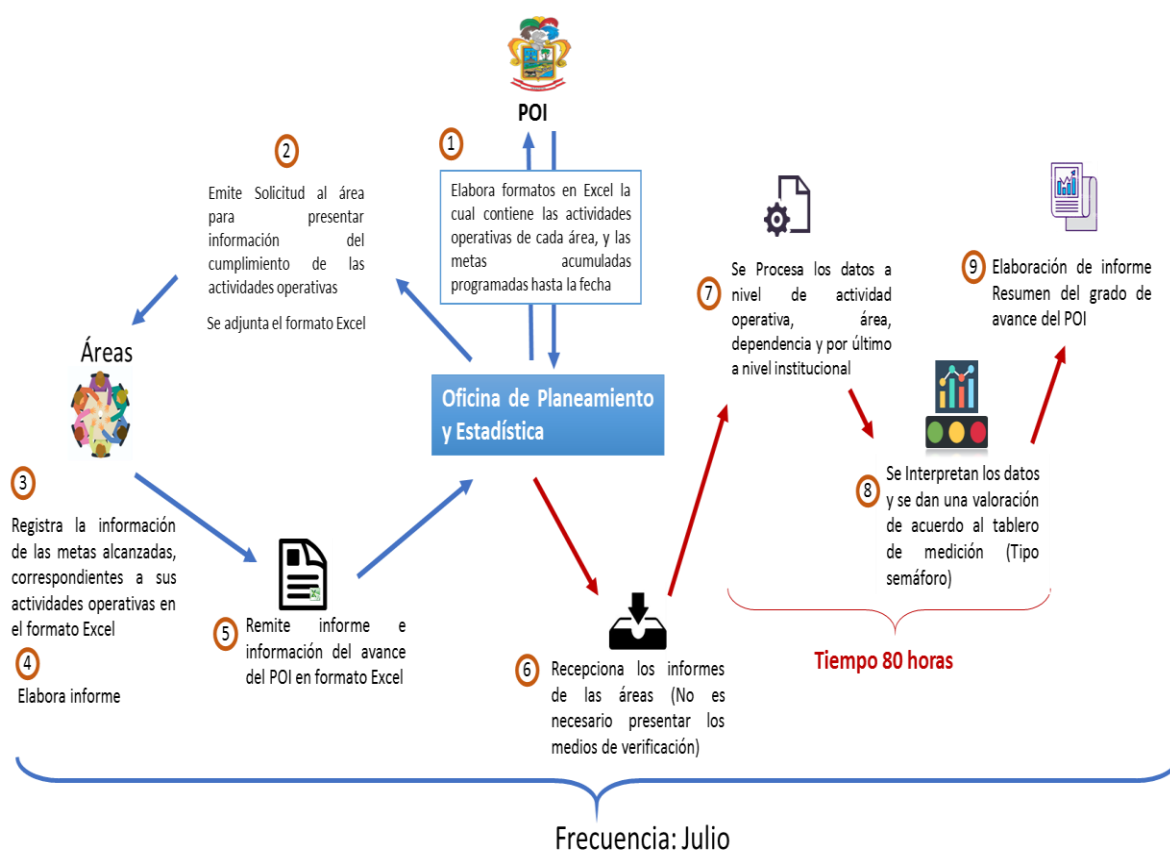 POI
1
Elabora formatos en Excel la
cual contiene las actividades
operativas de cada área, y las
metas acumuladas
programadas hasta la fecha
2
Emite Solicitud al área
para presentar
información del
cumplimiento de las
actividades operativas
Se adjunta el formato Excel
Áreas
3
Registra la información
de las metas alcanzadas,
correspondientes a sus
actividades operativas en
el formato Excel
4
Elabora informe
5
Remite informe e
información del avance
del POI en formato Excel
Oficina de Planeamiento
y Estadística
6
Recepciona los informes
de las áreas (No es
necesario presentar los
medios de verificación)
7
Se Procesa los datos a
nivel de actividad
operativa, área,
dependencia y por último
a nivel institucional
8
Se Interpretan los datos
y se dan una valoración
de acuerdo al tablero
de medición (Tipo
semáforo)
9
Elaboración de informe
Resumen del grado de
avance del POI
Tiempo 80 horas
Frecuencia: Julio